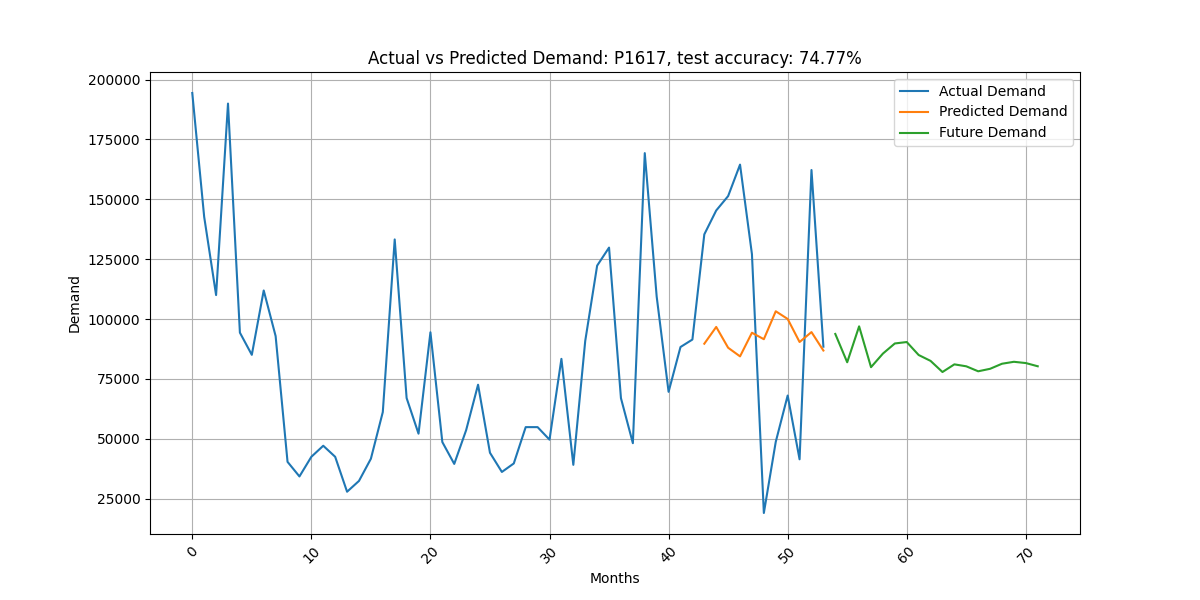 Actual vs Predicted Demand: P1617, test accuracy: 74.77%
200000
175000
150000
125000
100000
75000
50000
25000
Demand
Actual Demand
Predicted Demand
Future Demand
0
10
20
30
40
50
60
70
Months